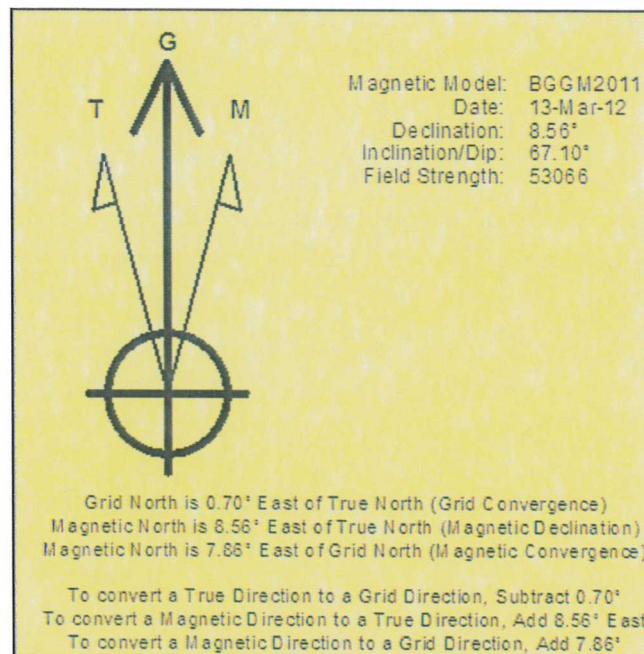 G
T
M
Magnetic Model: BGGM2011
Date: 13-Mar-12
Declination: 8.56°
Inclination/Dip: 67.10°
Field Strength: 53066
Grid North is 0.70° East of True North (Grid Convergence)
Magnetic North is 8.56° East of True North (Magnetic Declination)
Magnetic North is 7.86° East of Grid North (Magnetic Convergence)
To convert a True Direction to a Grid Direction, Subtract 0.70°
To convert a Magnetic Direction to a True Direction, Add 8.56° East
To convert a Magnetic Direction to a Grid Direction, Add 7.86°